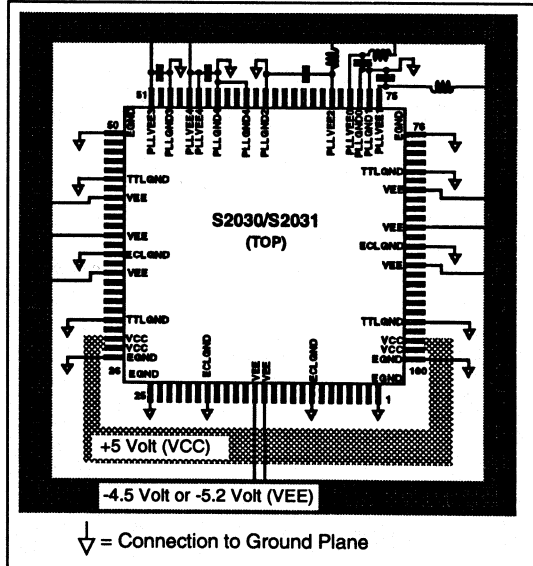 51
75
EGND
PLLVEE3
PLLGND3
PLLVEE4
PLLVEE4
PLLGND4
PLLGND4
PLLGND2
PLLVEE2
PLLVEE0
PLLGND0
PLLGND1
PLLVEE1
EGND
50
76
TTLGND
TTLGND
VEE
VEE
S2030/S2031
(TOP)
VEE
VEE
ECLGND
ECLGND
VEE
VEE
TTLGND
TTLGND
VCC
VCC
VCC
VCC
EGND
EGND
26
100
EGND
ECLGND
VEE
VEE
ECLGND
EGND
25
1
+5 Volt (VCC)
-4.5 Volt or -5.2 Volt (VEE)
= Connection to Ground Plane